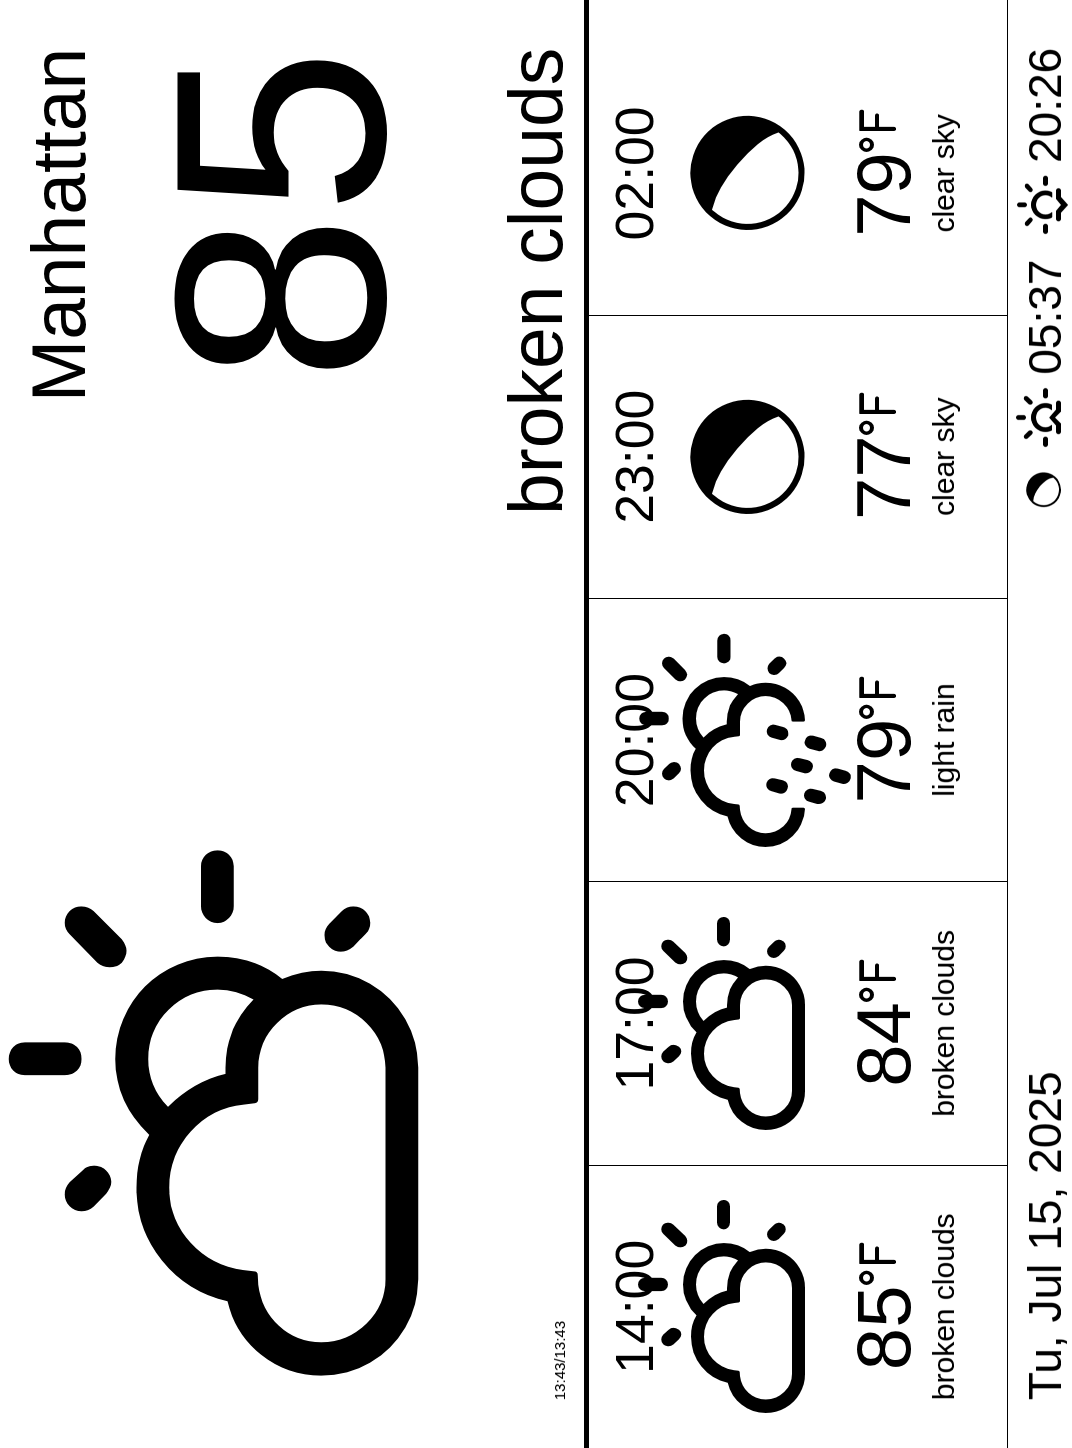 Manhattan
85
broken clouds
13:43/13:43
14:00 17:00 20:00 23:00 02:00
85°F 84°F 79°F 77°F 79°F
broken clouds broken clouds light rain clear sky clear sky
Tu, Jul 15, 2025 05:37 20:26